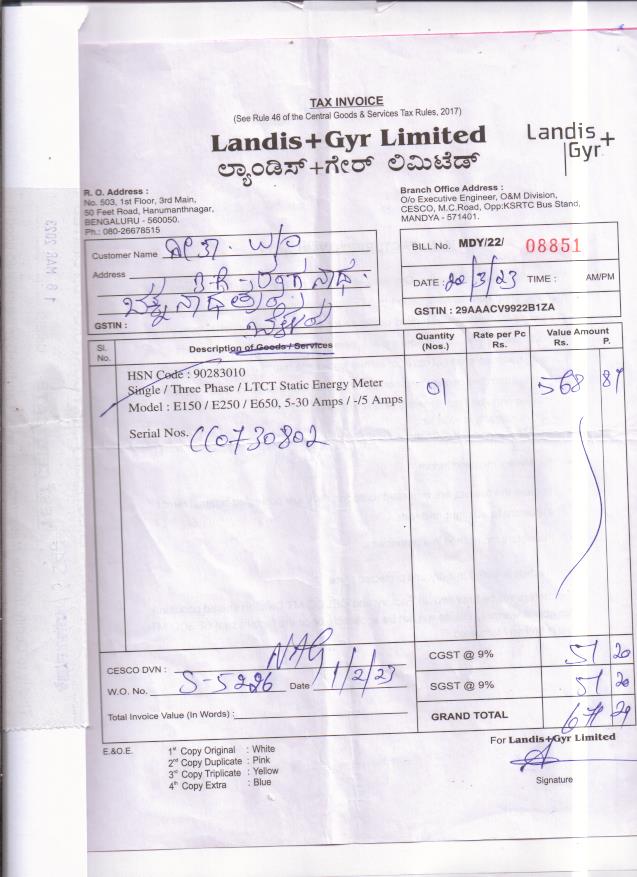 TAX INVOICE
(See Rule 46 of the Central Goods & Services Tax Rules, 2017)
Landis+Gyr Limited
ಲ್ಯಾಂಡಿಸ್+ಗೇರ್ ಲಿಮಿಟೆಡ್
Landis+
Gyr
R. O. Address :
No. 503, 1st Floor, 3rd Main,
50 Feet Road, Hanumanthnagar,
BENGALURU - 560050.
Ph.: 080-26678515
Branch Office Address :
O/o Executive Engineer, O&M Division,
CESCO, M.C.Road, Opp:KSRTC Bus Stand,
MANDYA - 571401.
Customer Name
Address
GSTIN :
BILL No. MDY/22/ 08851
DATE : 20/3/23 TIME : AM/PM
GSTIN : 29AAACV9922B1ZA
Sl. No. Description of Goods / Services Quantity (Nos.) Rate per Pc Rs. Value Amount Rs. P.
HSN Code : 90283010
Single / Three Phase / LTCT Static Energy Meter 01 568 87
Model : E150 / E250 / E650, 5-30 Amps / -/5 Amps
Serial Nos. CC0730802
CESCO DVN : NAG
W.O. No. S-5226 Date 1/2/23
Total Invoice Value (In Words) :
CGST @ 9% 51 20
SGST @ 9% 51 20
GRAND TOTAL
E.&O.E.
1st Copy Original : White
2nd Copy Duplicate : Pink
3rd Copy Triplicate : Yellow
4th Copy Extra : Blue
For Landis+Gyr Limited
Signature
18 MAR 2023